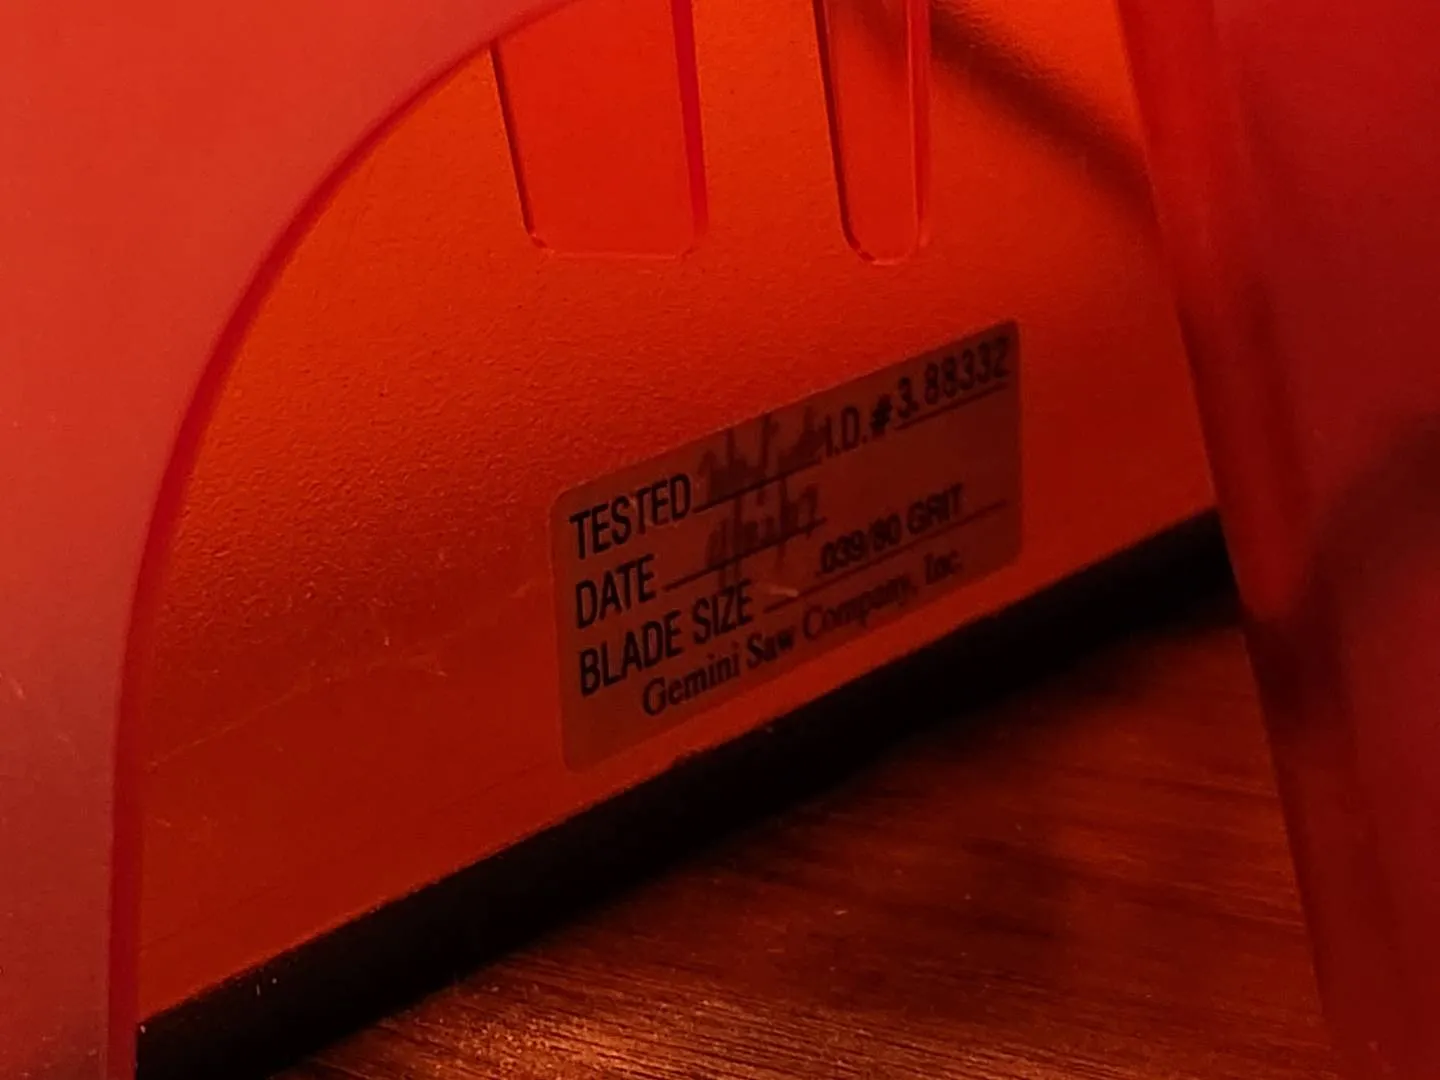 TESTED I.D. # 3.88332
DATE
BLADE SIZE .039/80 GRIT
Gemini Saw Company, Inc.